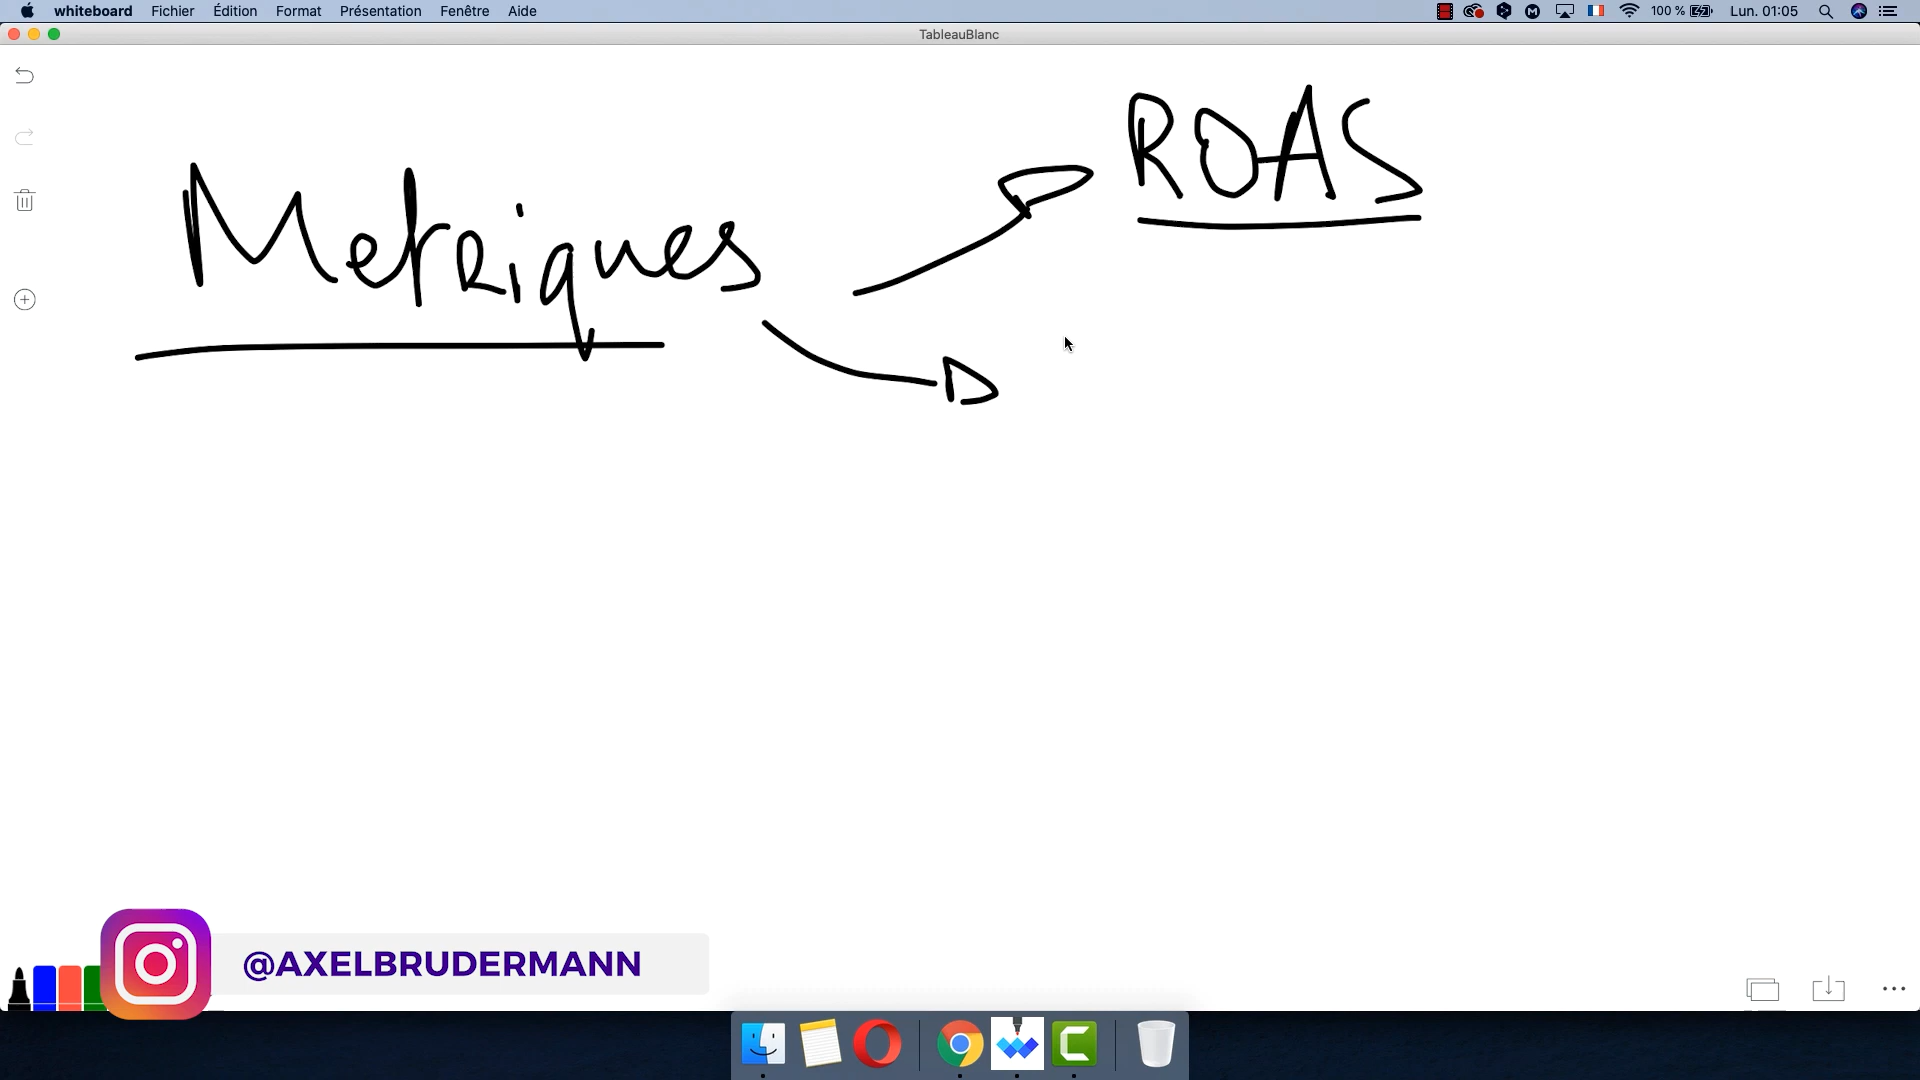 whiteboard Fichier Édition Format Présentation Fenêtre Aide 100 % Lun. 01:05
TableauBlanc
ROAS
Metriques
@AXELBRUDERMANN